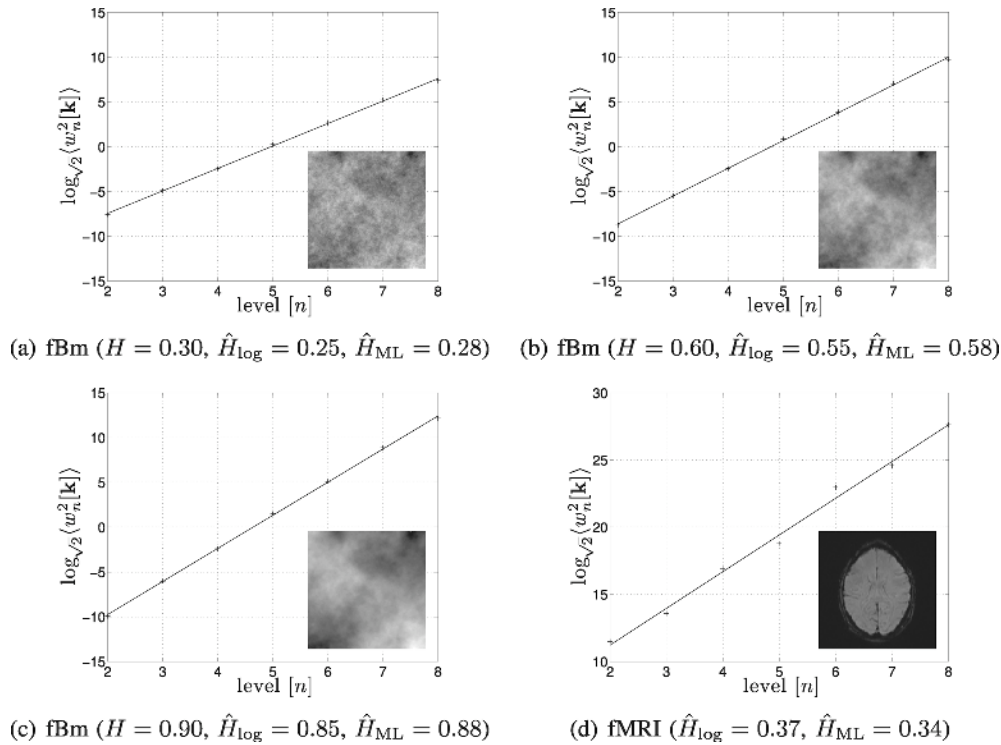 15
10
5
0
−5
−10
−15
2 3 4 5 6 7 8
log√2⟨w²ₙ[k]⟩
level [n]
(a) fBm (H = 0.30, Ĥlog = 0.25, ĤML = 0.28)
15
10
5
0
−5
−10
−15
2 3 4 5 6 7 8
log√2⟨w²ₙ[k]⟩
level [n]
(b) fBm (H = 0.60, Ĥlog = 0.55, ĤML = 0.58)
15
10
5
0
−5
−10
−15
2 3 4 5 6 7 8
log√2⟨w²ₙ[k]⟩
level [n]
(c) fBm (H = 0.90, Ĥlog = 0.85, ĤML = 0.88)
30
25
20
15
10
2 3 4 5 6 7 8
log√2⟨w²ₙ[k]⟩
level [n]
(d) fMRI (Ĥlog = 0.37, ĤML = 0.34)